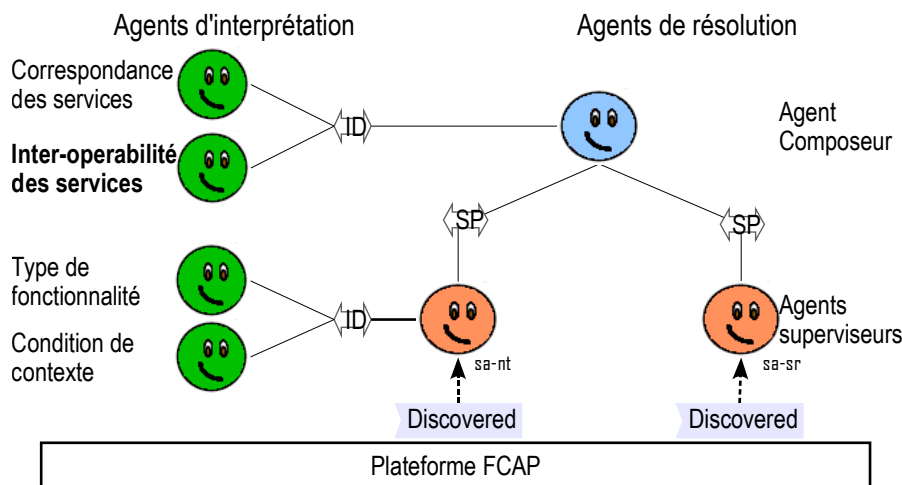 Agents d'interprétation
Agents de résolution
Correspondance
des services
ID
Agent
Composeur
Inter-operabilité
des services
SP
SP
Type de
fonctionnalité
ID
Agents
superviseurs
Condition de
contexte
sa-nt
sa-sr
Discovered
Discovered
Plateforme FCAP